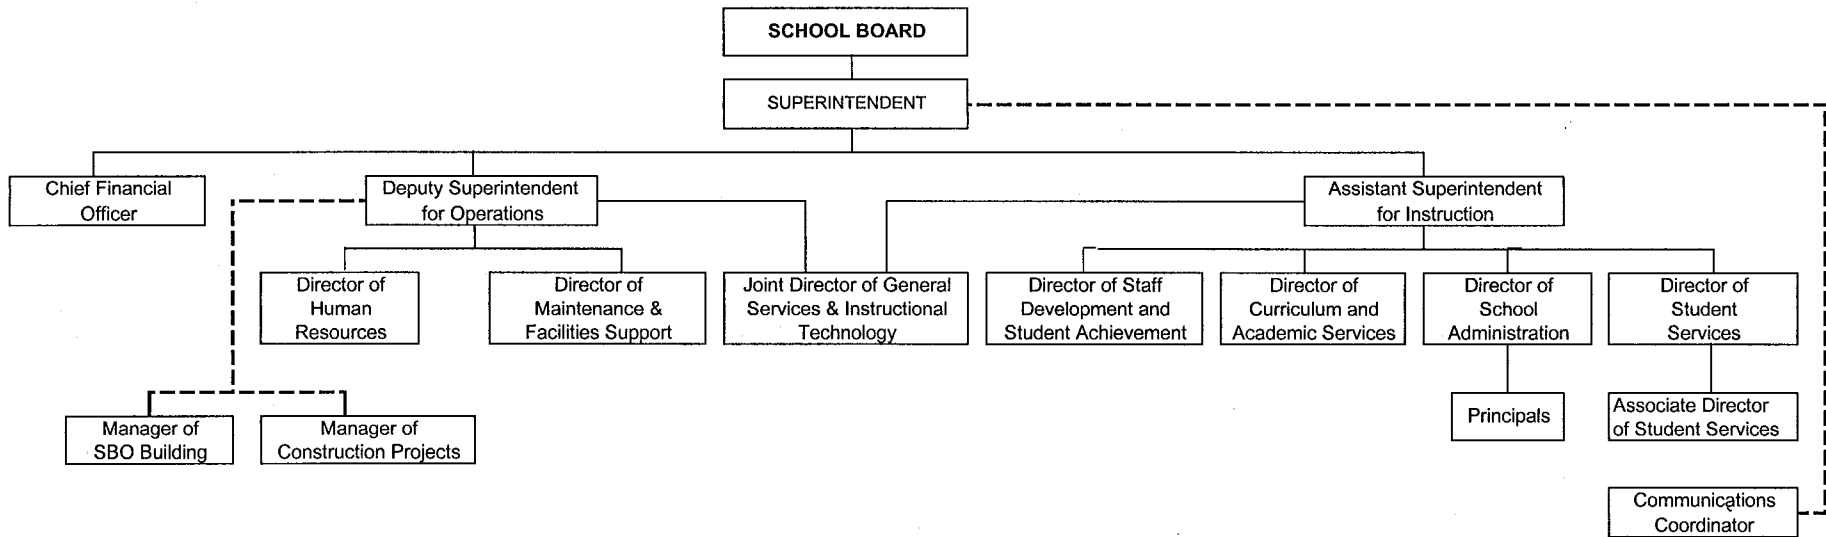 SCHOOL BOARD
SUPERINTENDENT
Chief Financial
Officer
Deputy Superintendent
for Operations
Assistant Superintendent
for Instruction
Director of
Human
Resources
Director of
Maintenance &
Facilities Support
Joint Director of General
Services & Instructional
Technology
Director of Staff
Development and
Student Achievement
Director of
Curriculum and
Academic Services
Director of
School
Administration
Director of
Student
Services
Manager of
SBO Building
Manager of
Construction Projects
Principals
Associate Director
of Student Services
Communications
Coordinator